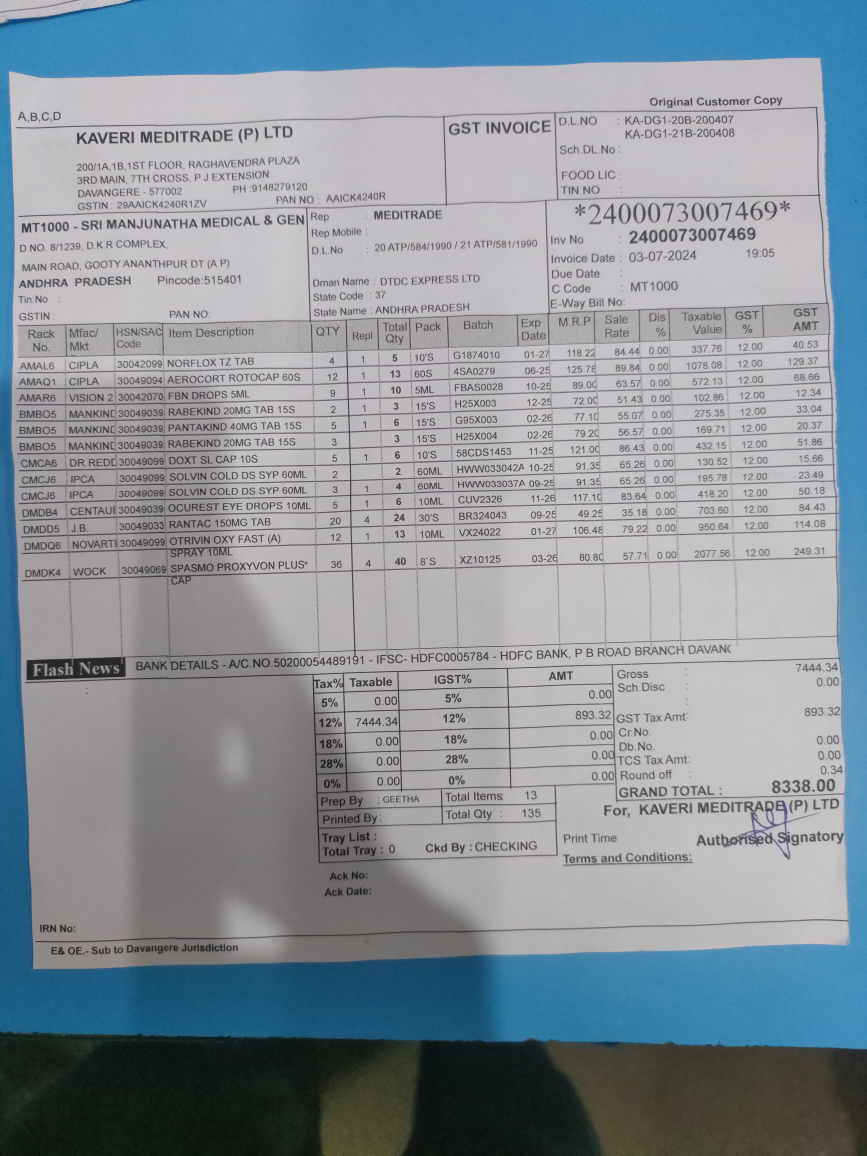 Original Customer Copy
A,B,C,D
KAVERI MEDITRADE (P) LTD
200/1A,1B,1ST FLOOR, RAGHAVENDRA PLAZA
3RD MAIN, 7TH CROSS, P J EXTENSION
DAVANGERE - 577002 PH :9148279120
GSTIN : 29AAICK4240R1ZV PAN NO : AAICK4240R
GST INVOICE
D.L.NO : KA-DG1-20B-200407
KA-DG1-21B-200408
Sch.DL.No :
FOOD LIC :
TIN NO :
MT1000 - SRI MANJUNATHA MEDICAL & GEN
D NO. 8/1239, D.K.R COMPLEX,
MAIN ROAD, GOOTY ANANTHPUR DT (A.P)
ANDHRA PRADESH Pincode:515401
Tin.No :
GSTIN : PAN NO:
Rep : MEDITRADE
Rep Mobile :
D.L.No : 20 ATP/584/1990 / 21 ATP/581/1990
Dman Name : DTDC EXPRESS LTD
State Code : 37
State Name : ANDHRA PRADESH
*2400073007469*
Inv No : 2400073007469
Invoice Date : 03-07-2024 19:05
Due Date :
C Code : MT1000
E-Way Bill No:
Rack No. Mfac/ Mkt HSN/SAC Code Item Description QTY Repl Total Qty Pack Batch Exp Date M.R.P Sale Rate Dis % Taxable Value GST % GST AMT
AMAL6 CIPLA 30042099 NORFLOX TZ TAB 4 1 5 10'S G1874010 01-27 118.22 84.44 0.00 337.76 12.00 40.53
AMAQ1 CIPLA 30049094 AEROCORT ROTOCAP 60S 12 1 13 60S 4SA0279 06-25 125.78 89.84 0.00 1078.08 12.00 129.37
AMAR6 VISION 2 30042070 FBN DROPS 5ML 9 1 10 5ML FBAS0028 10-25 89.00 63.57 0.00 572.13 12.00 68.66
BMBO5 MANKIND 30049039 RABEKIND 20MG TAB 15S 2 1 3 15'S H25X003 12-25 72.00 51.43 0.00 102.86 12.00 12.34
BMBO5 MANKIND 30049039 PANTAKIND 40MG TAB 15S 5 1 6 15'S G95X003 02-26 77.10 55.07 0.00 275.35 12.00 33.04
BMBO5 MANKIND 30049039 RABEKIND 20MG TAB 15S 3 3 15'S H25X004 02-26 79.20 56.57 0.00 169.71 12.00 20.37
CMCA6 DR.REDD 30049099 DOXT SL CAP 10S 5 1 6 10'S 58CDS1453 11-25 121.00 86.43 0.00 432.15 12.00 51.86
CMCJ6 IPCA 30049099 SOLVIN COLD DS SYP 60ML 2 2 60ML HWW033042A 10-25 91.35 65.26 0.00 130.52 12.00 15.66
CMCJ6 IPCA 30049099 SOLVIN COLD DS SYP 60ML 3 1 4 60ML HWW033037A 09-25 91.35 65.26 0.00 195.78 12.00 23.49
DMDB4 CENTAUI 30049039 OCUREST EYE DROPS 10ML 5 1 6 10ML CUV2326 11-26 117.10 83.64 0.00 418.20 12.00 50.18
DMDD5 J.B. 30049033 RANTAC 150MG TAB 20 4 24 30'S BR324043 09-25 49.25 35.18 0.00 703.60 12.00 84.43
DMDQ6 NOVARTI 30049099 OTRIVIN OXY FAST (A) 12 1 13 10ML VX24022 01-27 106.48 79.22 0.00 950.64 12.00 114.08
SPRAY 10ML
DMDK4 WOCK 30049069 SPASMO PROXYVON PLUS* 36 4 40 8'S XZ10125 03-26 80.80 57.71 0.00 2077.56 12.00 249.31
CAP
Flash News BANK DETAILS - A/C.NO.50200054489191 - IFSC- HDFC0005784 - HDFC BANK, P B ROAD BRANCH DAVANG
:
Tax% Taxable IGST% AMT
5% 0.00 5% 0.00
12% 7444.34 12% 893.32
18% 0.00 18% 0.00
28% 0.00 28% 0.00
0% 0.00 0% 0.00
Gross : 7444.34
Sch.Disc : 0.00
:
GST Tax Amt: 893.32
Cr.No.
Db.No. 0.00
TCS Tax Amt: 0.00
Round off : 0.34
GRAND TOTAL : 8338.00
Prep By : GEETHA Total Items: 13
Printed By: Total Qty : 135
Tray List :
Total Tray : 0 Ckd By : CHECKING
For, KAVERI MEDITRADE (P) LTD
Print Time Authorised Signatory
Terms and Conditions:
Ack No:
Ack Date:
IRN No:
E& OE.- Sub to Davangere Jurisdiction